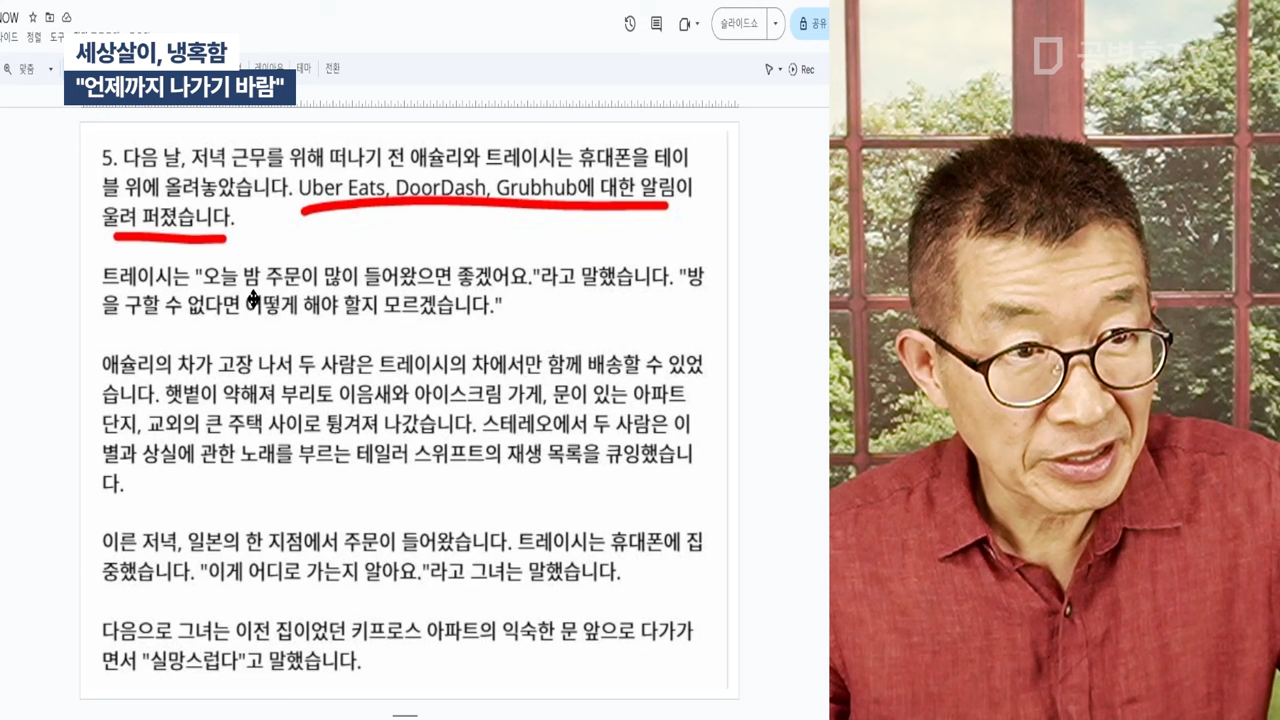 NOW
슬라이드쇼
공유
라이드 정렬 도구
세상살이, 냉혹함
"언제까지 나가기 바람"
맞춤
레이아웃
테마
전환
Rec
공병호TV
5. 다음 날, 저녁 근무를 위해 떠나기 전 애슐리와 트레이시는 휴대폰을 테이
블 위에 올려놓았습니다. Uber Eats, DoorDash, Grubhub에 대한 알림이
울려 퍼졌습니다.
트레이시는 "오늘 밤 주문이 많이 들어왔으면 좋겠어요."라고 말했습니다. "방
을 구할 수 없다면 어떻게 해야 할지 모르겠습니다."
애슐리의 차가 고장 나서 두 사람은 트레이시의 차에서만 함께 배송할 수 있었
습니다. 햇볕이 약해져 부리토 이음새와 아이스크림 가게, 문이 있는 아파트
단지, 교외의 큰 주택 사이로 튕겨져 나갔습니다. 스테레오에서 두 사람은 이
별과 상실에 관한 노래를 부르는 테일러 스위프트의 재생 목록을 큐잉했습니
다.
이른 저녁, 일본의 한 지점에서 주문이 들어왔습니다. 트레이시는 휴대폰에 집
중했습니다. "이게 어디로 가는지 알아요."라고 그녀는 말했습니다.
다음으로 그녀는 이전 집이었던 키프로스 아파트의 익숙한 문 앞으로 다가가
면서 "실망스럽다"고 말했습니다.